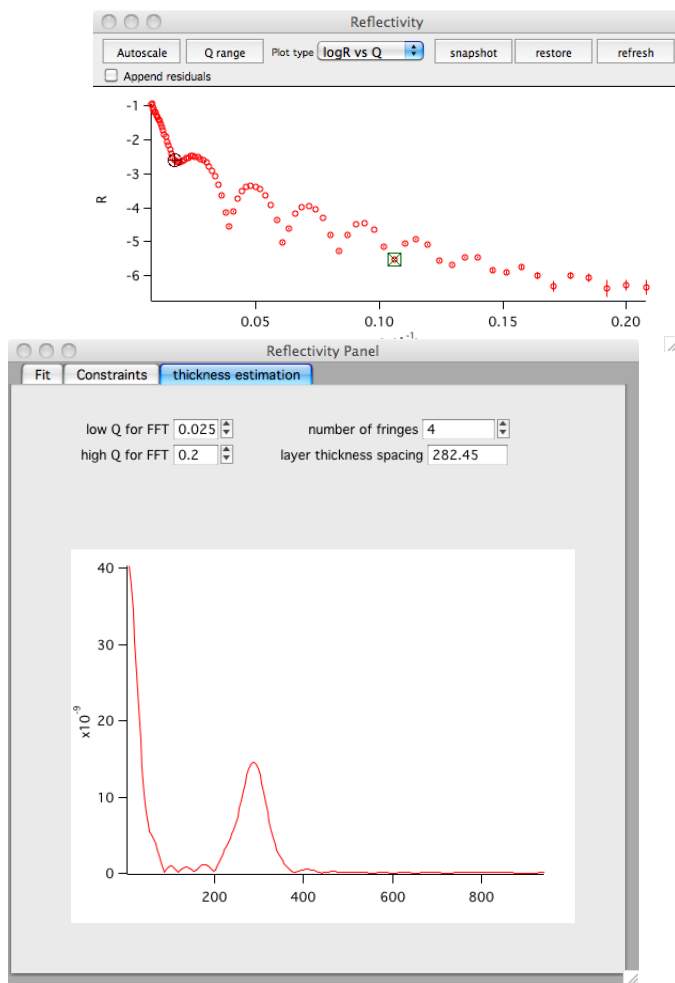 Reflectivity
Autoscale Q range Plot type logR vs Q snapshot restore refresh
Append residuals
-1
-2
-3
-4
-5
-6
R
0.05 0.10 0.15 0.20
Reflectivity Panel
Fit Constraints thickness estimation
low Q for FFT 0.025 number of fringes 4
high Q for FFT 0.2 layer thickness spacing 282.45
40
30
20
10
0
x10⁻⁹
200 400 600 800